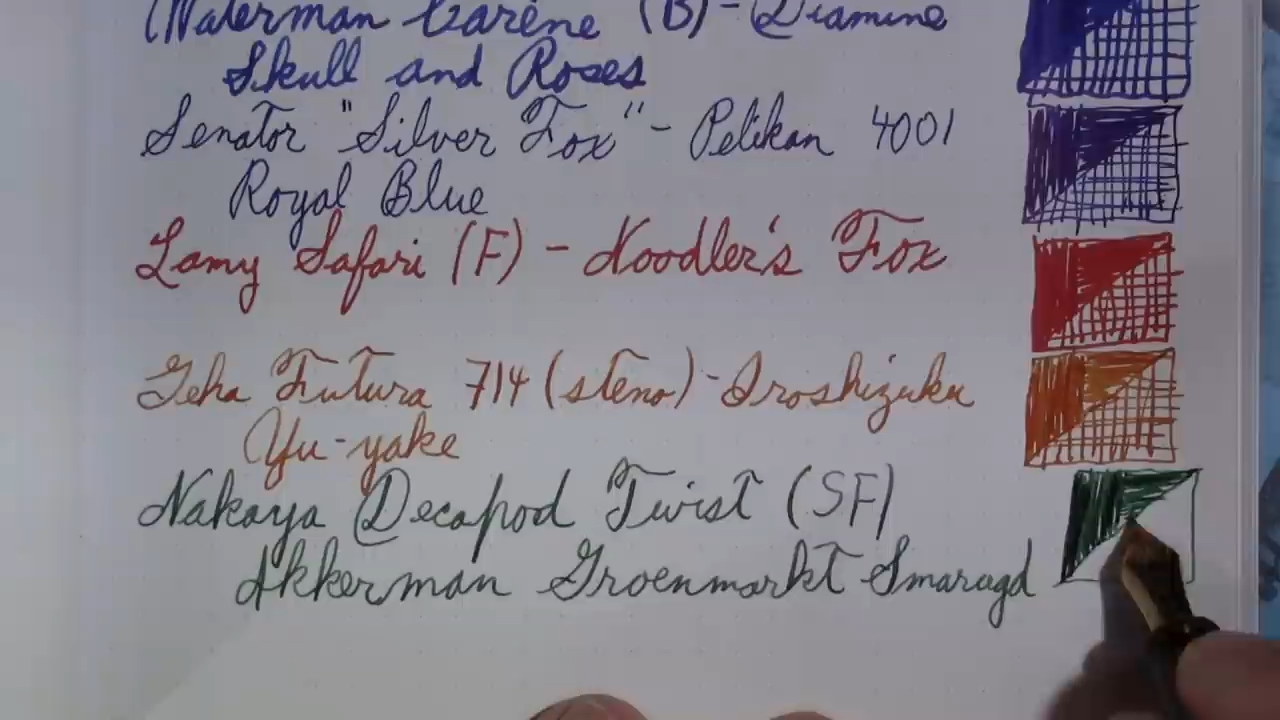 Waterman Carène (B) - Diamine
Skull and Roses
Senator "Silver Fox" - Pelikan 4001
Royal Blue
Lamy Safari (F) - Noodler's Fox
Geha Futura 714 (steno) - Iroshizuku
Yu-yake
Nakaya Decapod Twist (SF)
Akkerman Groenmarkt Smaragd